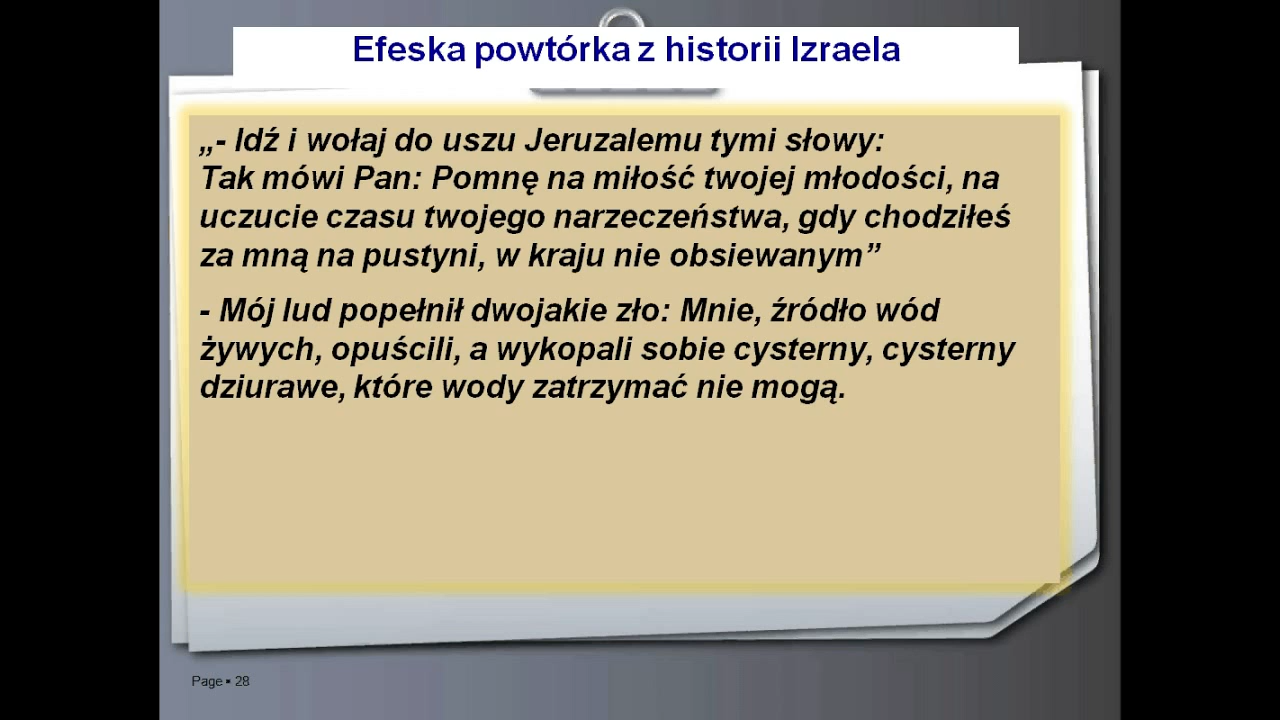 Efeska powtórka z historii Izraela
„- Idź i wołaj do uszu Jeruzalemu tymi słowy:
Tak mówi Pan: Pomnę na miłość twojej młodości, na
uczucie czasu twojego narzeczeństwa, gdy chodziłeś
za mną na pustyni, w kraju nie obsiewanym”
- Mój lud popełnił dwojakie zło: Mnie, źródło wód
żywych, opuścili, a wykopali sobie cysterny, cysterny
dziurawe, które wody zatrzymać nie mogą.
Page ▪ 28